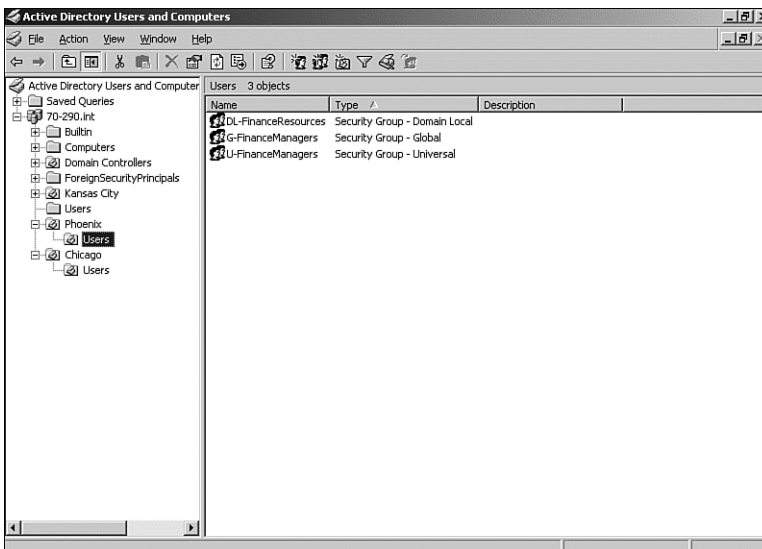 Active Directory Users and Computers
File Action View Window Help
Active Directory Users and Computer
Saved Queries
70-290.int
Builtin
Computers
Domain Controllers
ForeignSecurityPrincipals
Kansas City
Users
Phoenix
Users
Chicago
Users
Users 3 objects
Name Type Description
DL-FinanceResources Security Group - Domain Local
G-FinanceManagers Security Group - Global
U-FinanceManagers Security Group - Universal